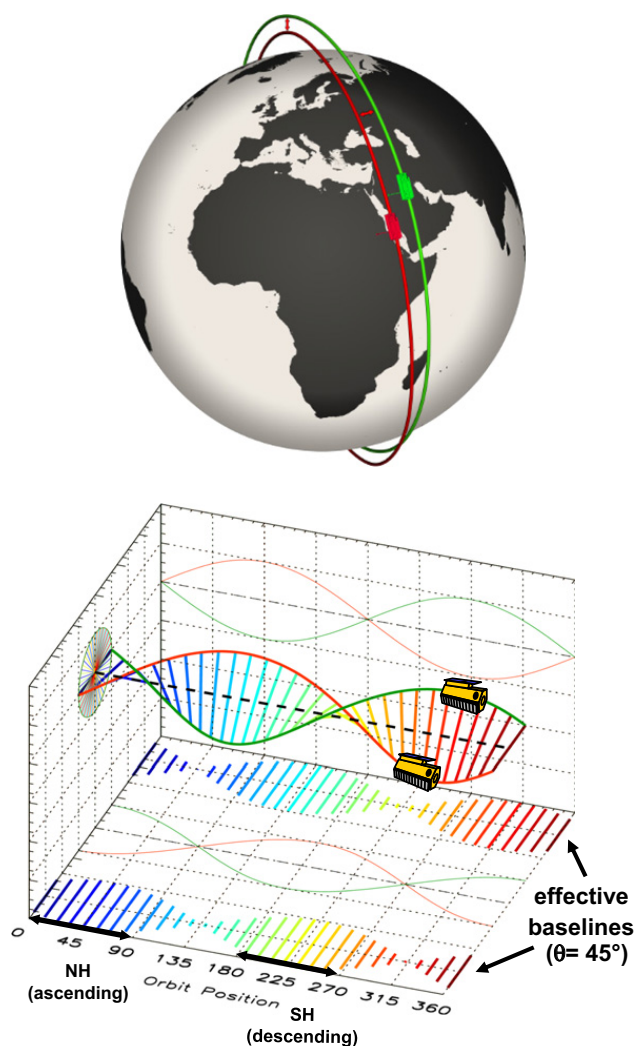 effective
baselines
(θ= 45°)
0
45
90
135
180
225
270
315
360
Orbit Position
NH
(ascending)
SH
(descending)